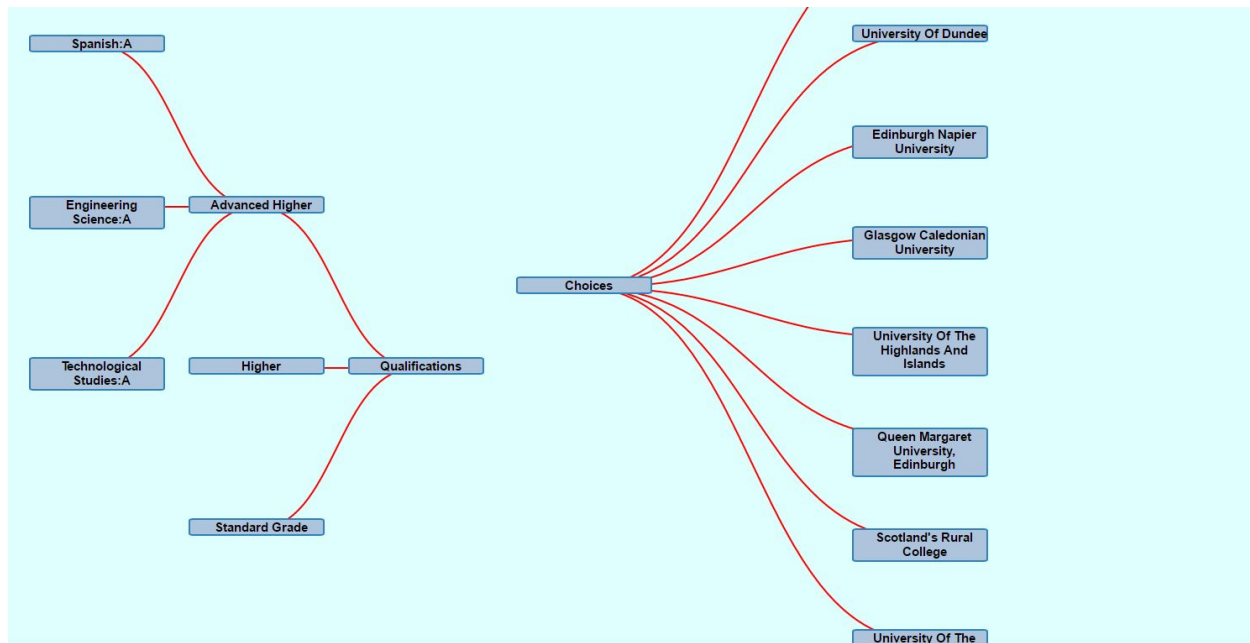 Spanish:A
Engineering
Science:A
Technological
Studies:A
Advanced Higher
Higher
Standard Grade
Qualifications
Choices
University Of Dundee
Edinburgh Napier
University
Glasgow Caledonian
University
University Of The
Highlands And
Islands
Queen Margaret
University,
Edinburgh
Scotland's Rural
College
University Of The